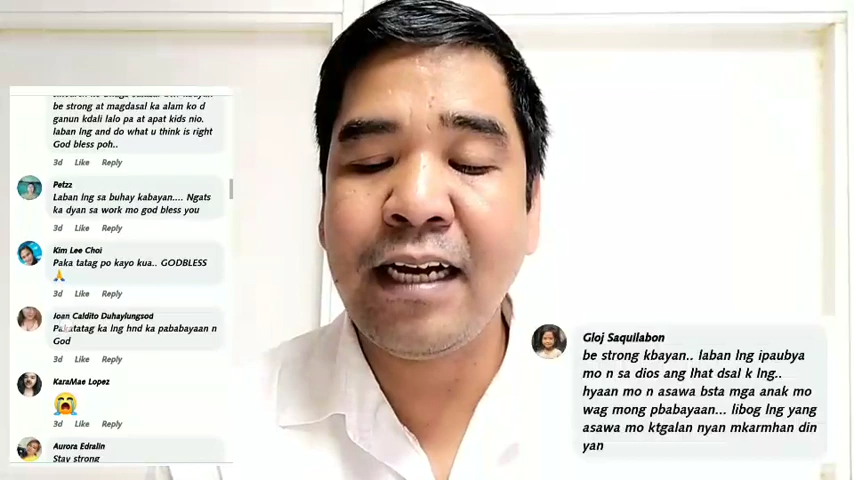 be strong at magdasal ka alam ko d
ganun kdali lalo pa at apat kids nio.
laban lng and do what u think is right
God bless poh..
3d Like Reply
Petzz
Laban lng sa buhay kabayan.... Ngats
ka dyan sa work mo god bless you
3d Like Reply
Kim Lee Choi
Paka tatag po kayo kua.. GODBLESS
🙏
3d Like Reply
Joan Caldito Duhaylungsod
Pakatatag ka lng hnd ka pababayaan n
God
3d Like Reply
KaraMae Lopez
😭
3d Like Reply
Aurora Edralin
Stay strong
Gloj Saquilabon
be strong kbayan.. laban lng ipaubya
mo n sa dios ang lhat dsal k lng..
hyaan mo n asawa bsta mga anak mo
wag mong pbabayaan... libog lng yang
asawa mo ktgalan nyan mkarmhan din
yan